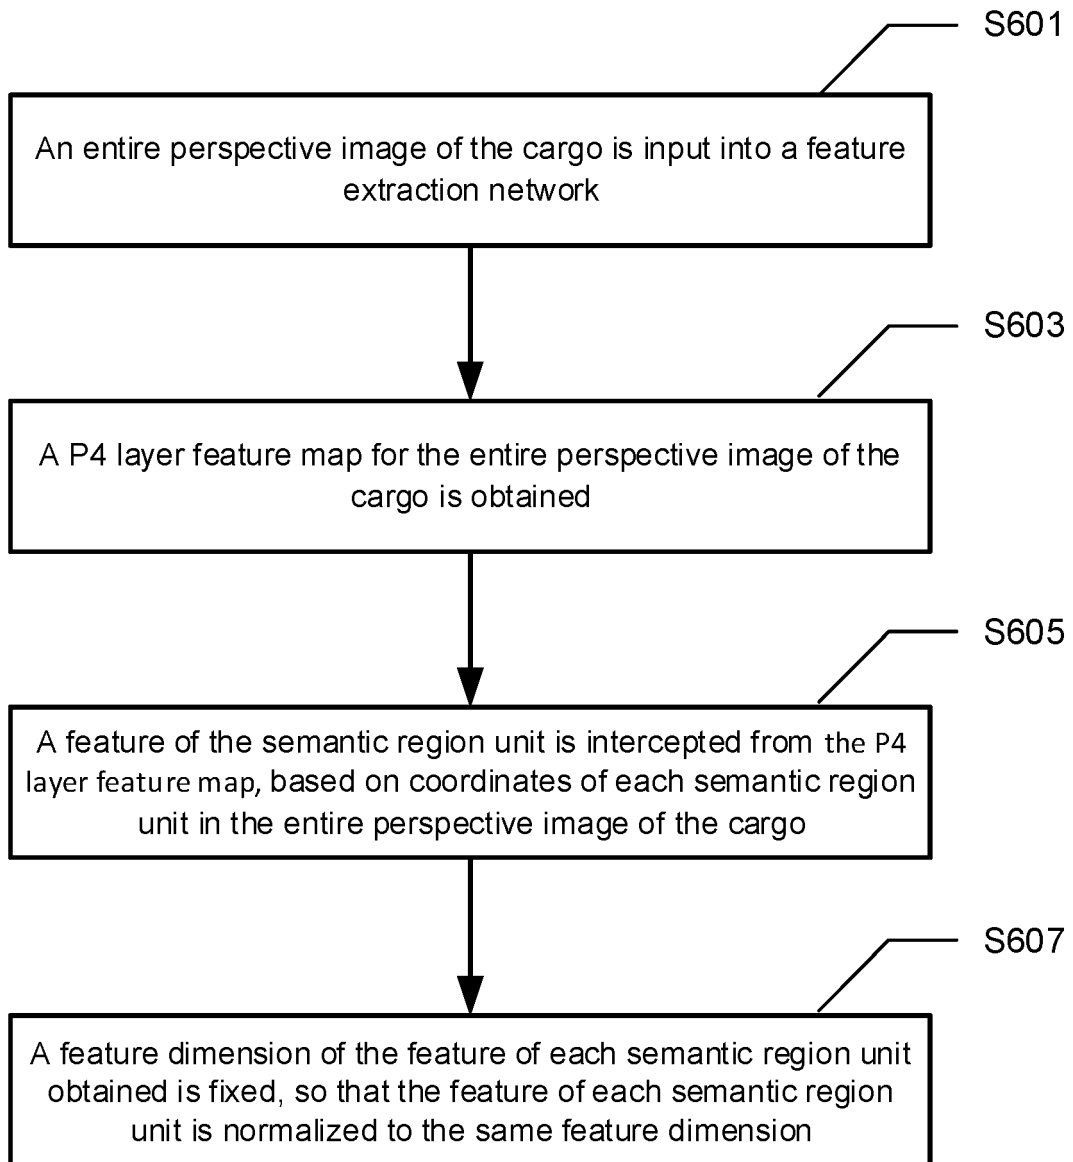 S601
An entire perspective image of the cargo is input into a feature
extraction network
S603
A P4 layer feature map for the entire perspective image of the
cargo is obtained
S605
A feature of the semantic region unit is intercepted from the P4
layer feature map, based on coordinates of each semantic region
unit in the entire perspective image of the cargo
S607
A feature dimension of the feature of each semantic region unit
obtained is fixed, so that the feature of each semantic region
unit is normalized to the same feature dimension